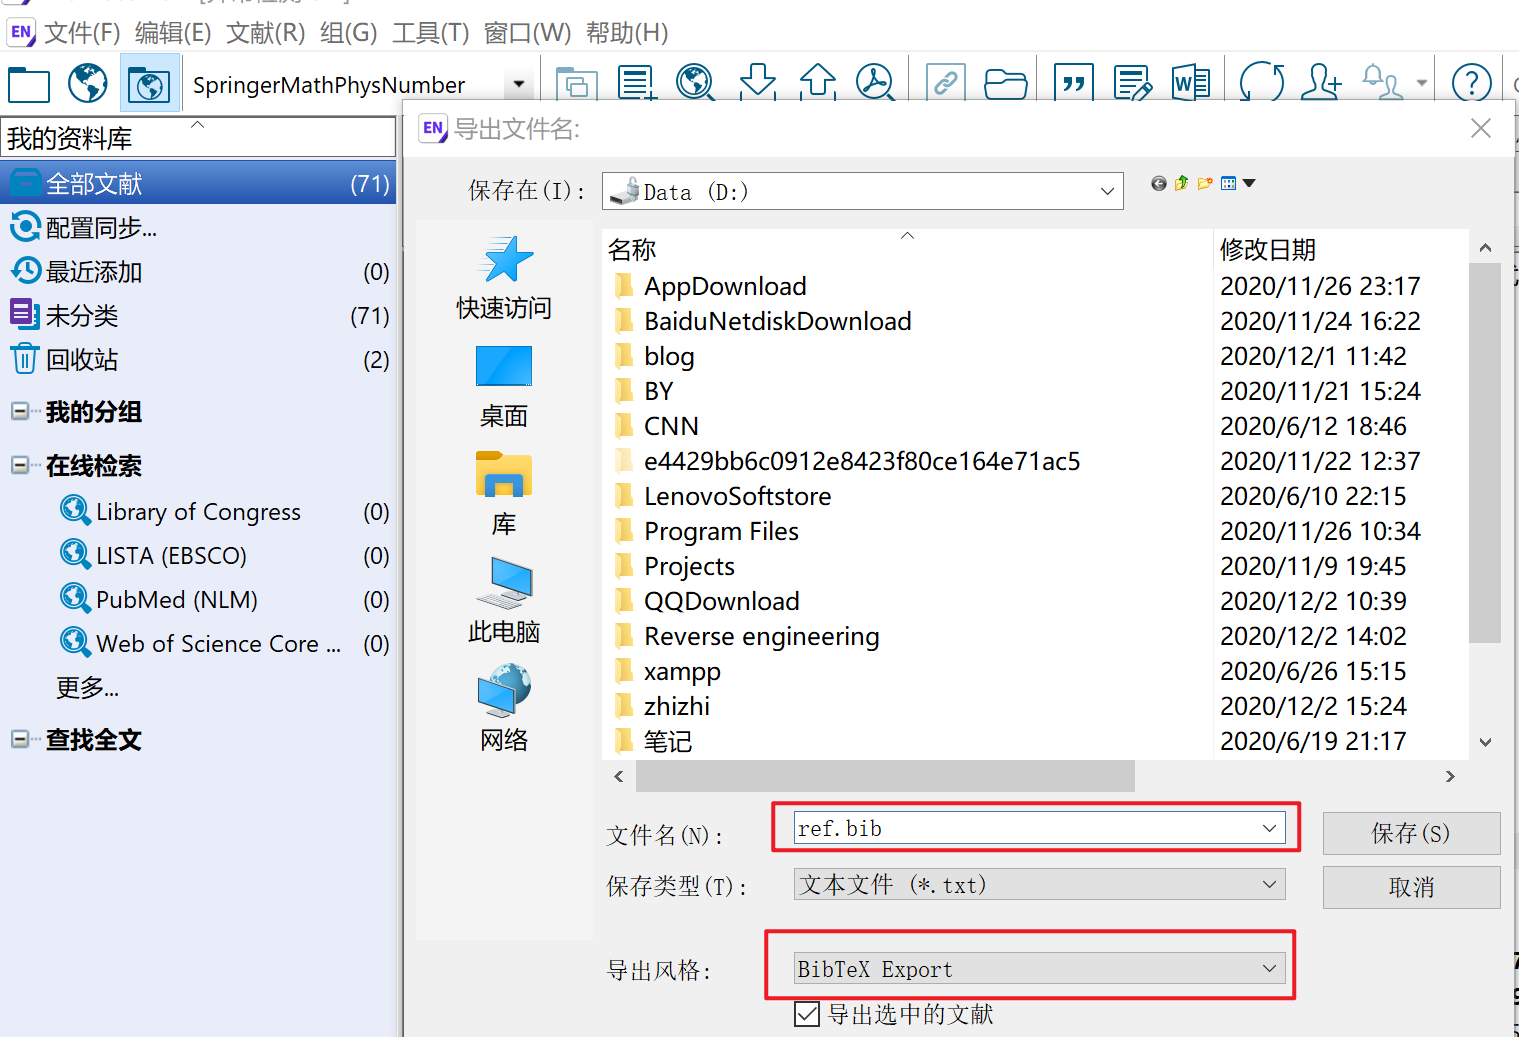 文件(F) 编辑(E) 文献(R) 组(G) 工具(T) 窗口(W) 帮助(H)
SpringerMathPhysNumber
我的资料库
全部文献 (71)
配置同步...
最近添加 (0)
未分类 (71)
回收站 (2)
我的分组
在线检索
Library of Congress (0)
LISTA (EBSCO) (0)
PubMed (NLM) (0)
Web of Science Core ... (0)
更多...
查找全文
EN 导出文件名:
保存在(I): Data (D:)
快速访问
桌面
库
此电脑
网络
名称 修改日期
AppDownload 2020/11/26 23:17
BaiduNetdiskDownload 2020/11/24 16:22
blog 2020/12/1 11:42
BY 2020/11/21 15:24
CNN 2020/6/12 18:46
e4429bb6c0912e8423f80ce164e71ac5 2020/11/22 12:37
LenovoSoftstore 2020/6/10 22:15
Program Files 2020/11/26 10:34
Projects 2020/11/9 19:45
QQDownload 2020/12/2 10:39
Reverse engineering 2020/12/2 14:02
xampp 2020/6/26 15:15
zhizhi 2020/12/2 15:24
笔记 2020/6/19 21:17
文件名(N): ref.bib 保存(S)
保存类型(T): 文本文件 (*.txt) 取消
导出风格: BibTeX Export
导出选中的文献